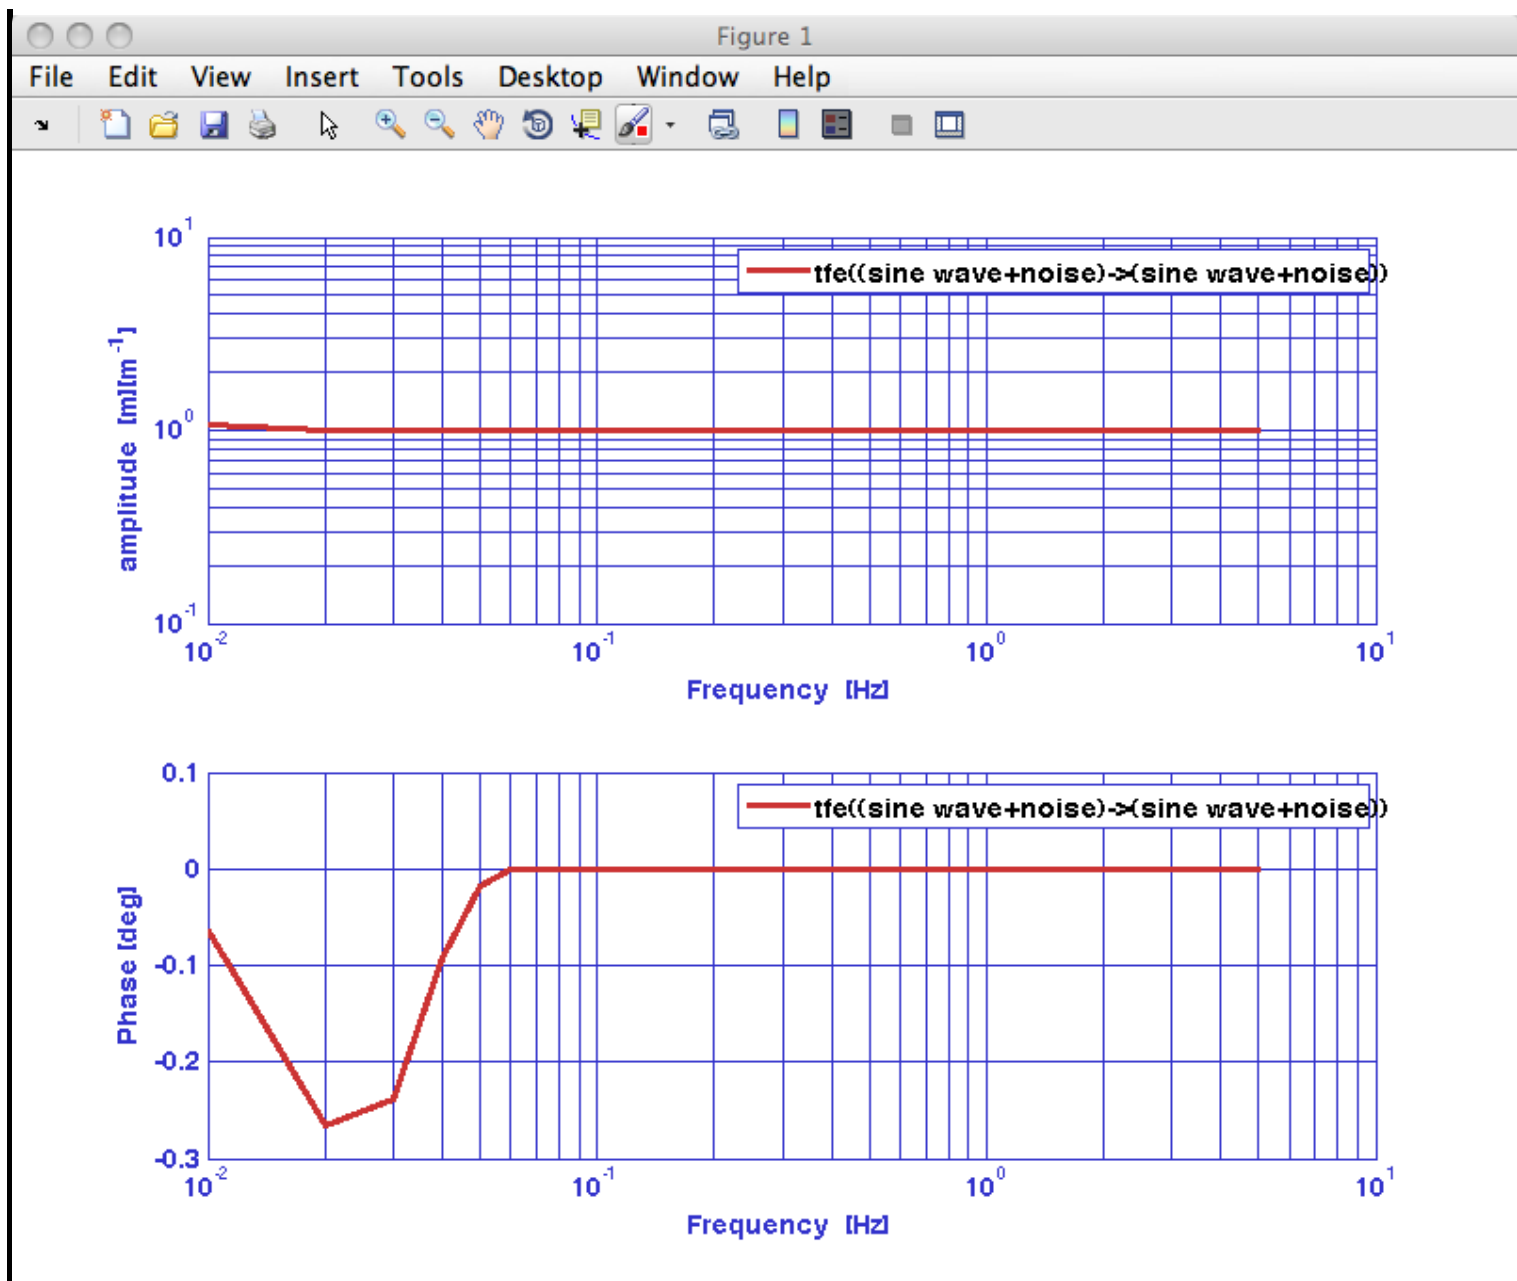 Figure 1
File Edit View Insert Tools Desktop Window Help
10^1
tfe((sine wave+noise)->(sine wave+noise))
amplitude [m][m^-1]
10^0
10^-1
10^-2 10^-1 10^0 10^1
Frequency [Hz]
0.1
tfe((sine wave+noise)->(sine wave+noise))
0
Phase [deg]
-0.1
-0.2
-0.3
10^-2 10^-1 10^0 10^1
Frequency [Hz]